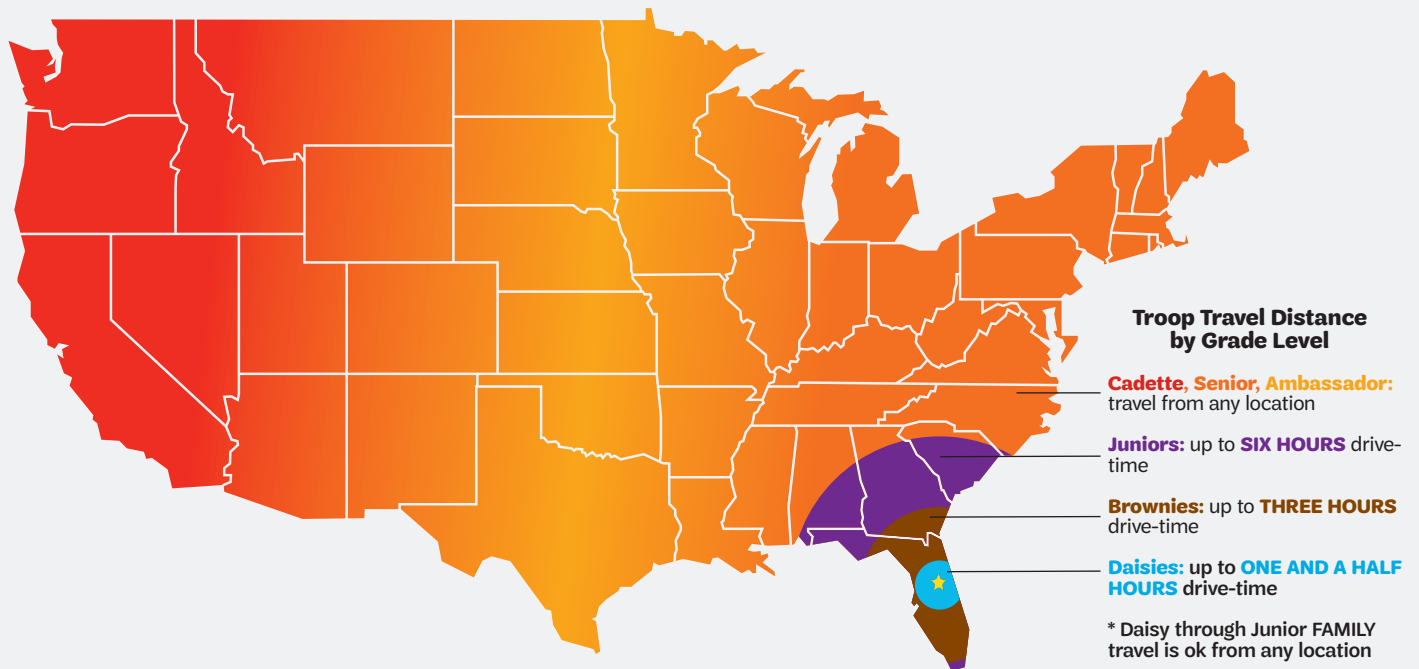 Troop Travel Distance
by Grade Level
Cadette, Senior, Ambassador:
travel from any location
Juniors: up to SIX HOURS drive-
time
Brownies: up to THREE HOURS
drive-time
Daisies: up to ONE AND A HALF
HOURS drive-time
* Daisy through Junior FAMILY
travel is ok from any location